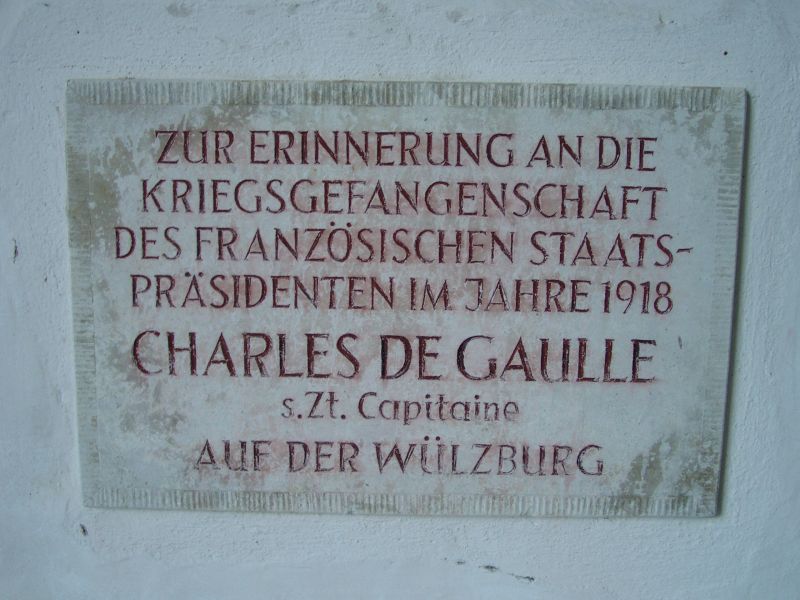 ZUR ERINNERUNG AN DIE
KRIEGSGEFANGENSCHAFT
DES FRANZÖSISCHEN STAATS-
PRÄSIDENTEN IM JAHRE 1918
CHARLES DE GAULLE
s.Zt. Capitaine
AUF DER WÜLZBURG